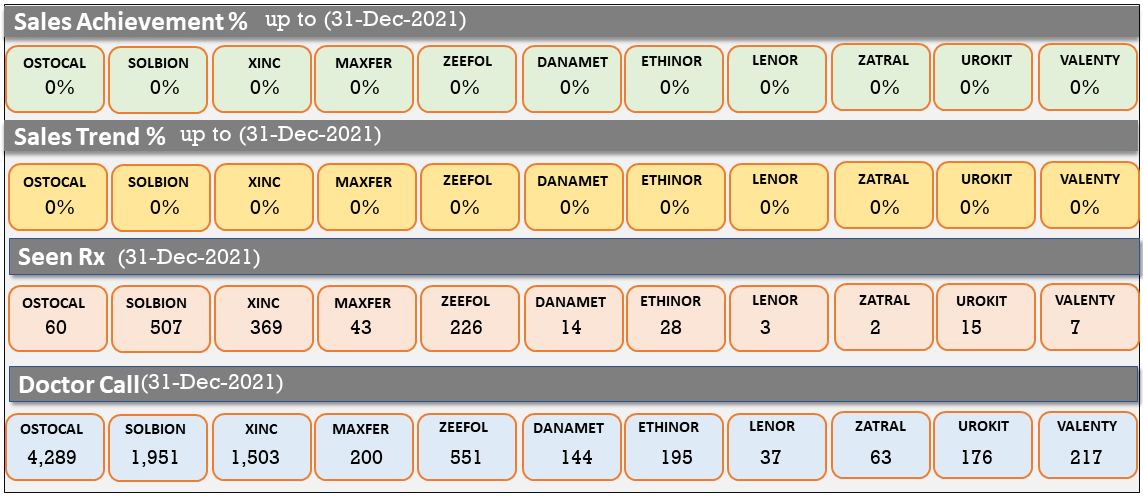 Sales Achievement % up to (31-Dec-2021)
OSTOCAL SOLBION XINC MAXFER ZEEFOL DANAMET ETHINOR LENOR ZATRAL UROKIT VALENTY
0% 0% 0% 0% 0% 0% 0% 0% 0% 0% 0%
Sales Trend % up to (31-Dec-2021)
OSTOCAL SOLBION XINC MAXFER ZEEFOL DANAMET ETHINOR LENOR ZATRAL UROKIT VALENTY
0% 0% 0% 0% 0% 0% 0% 0% 0% 0% 0%
Seen Rx (31-Dec-2021)
OSTOCAL SOLBION XINC MAXFER ZEEFOL DANAMET ETHINOR LENOR ZATRAL UROKIT VALENTY
60 507 369 43 226 14 28 3 2 15 7
Doctor Call(31-Dec-2021)
OSTOCAL SOLBION XINC MAXFER ZEEFOL DANAMET ETHINOR LENOR ZATRAL UROKIT VALENTY
4,289 1,951 1,503 200 551 144 195 37 63 176 217